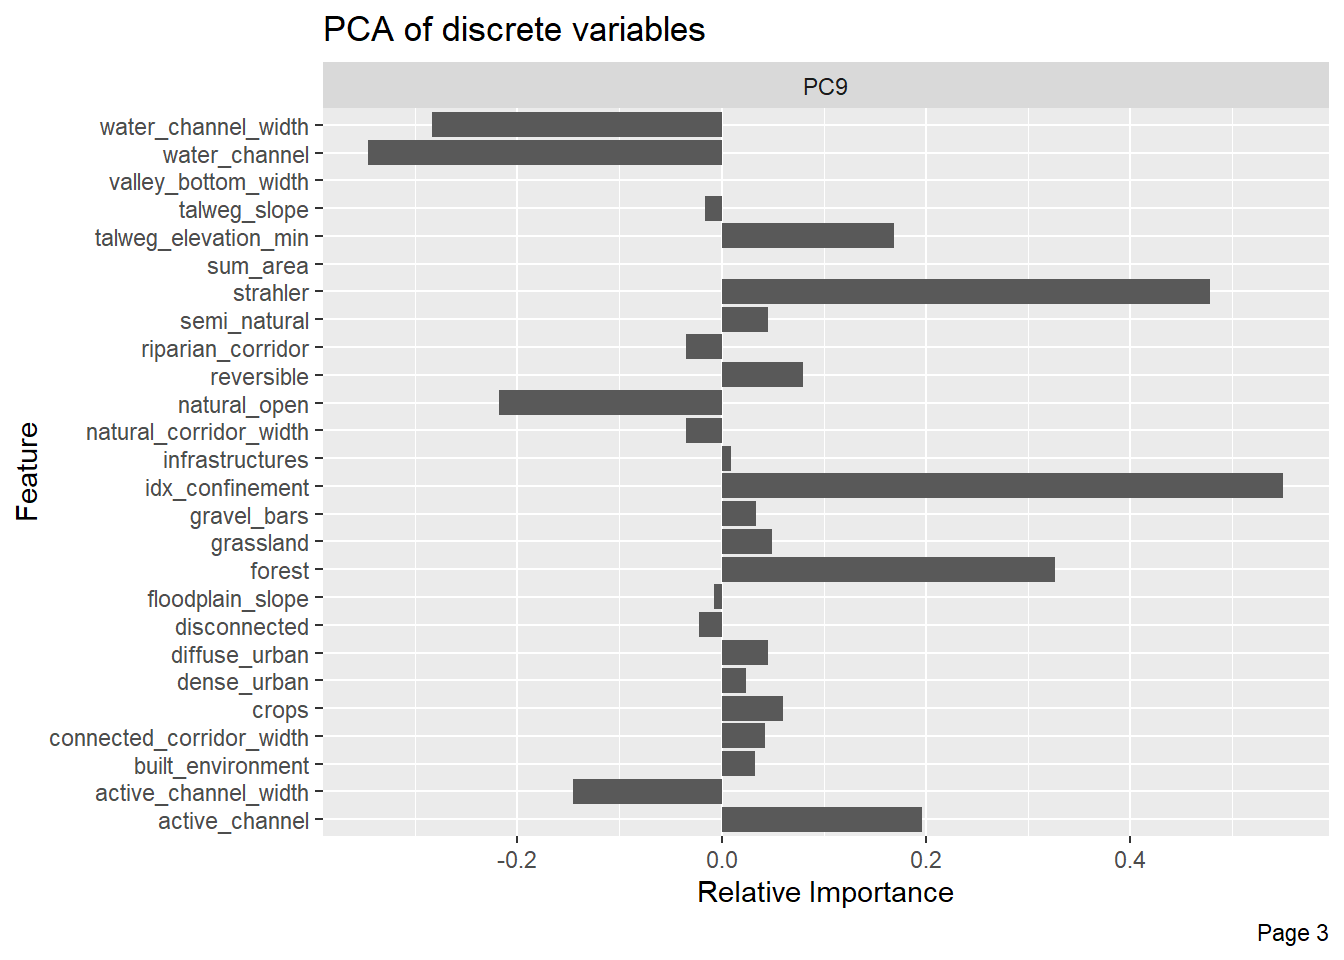 PCA of discrete variables
PC9
water_channel_width
water_channel
valley_bottom_width
talweg_slope
talweg_elevation_min
sum_area
strahler
semi_natural
riparian_corridor
reversible
natural_open
natural_corridor_width
infrastructures
idx_confinement
gravel_bars
grassland
forest
floodplain_slope
disconnected
diffuse_urban
dense_urban
crops
connected_corridor_width
built_environment
active_channel_width
active_channel
Feature
-0.2 0.0 0.2 0.4
Relative Importance
Page 3